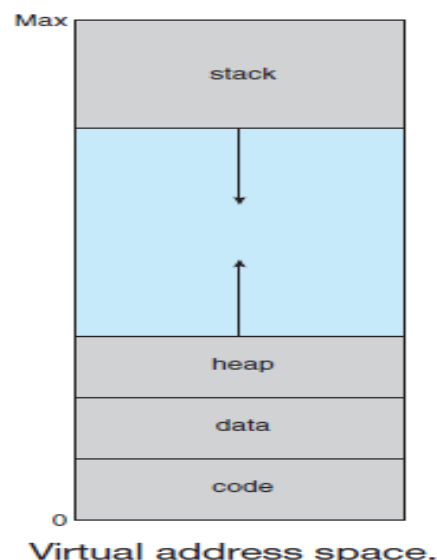 Max
stack
heap
data
code
0
Virtual address space.